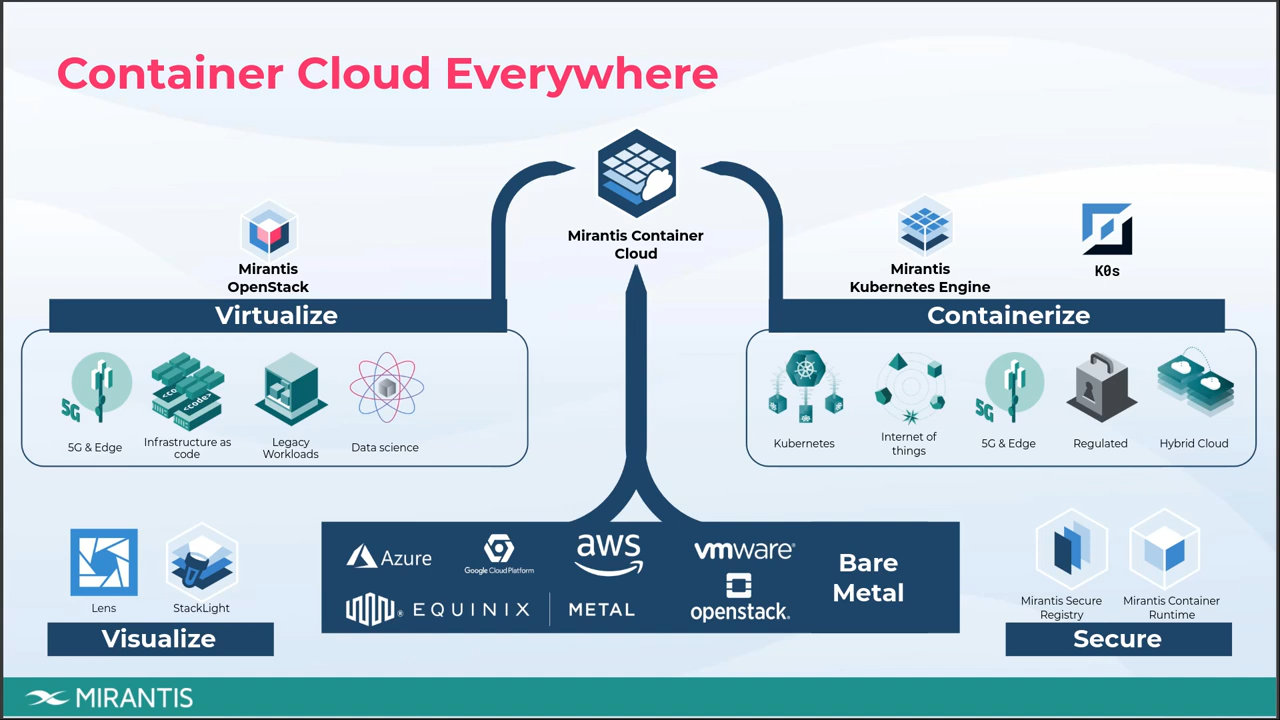 Container Cloud Everywhere
Mirantis Container
Cloud
Mirantis
OpenStack
Virtualize
5G
<code>
<code>
5G & Edge
Infrastructure as
code
Legacy
Workloads
Data science
Mirantis
Kubernetes Engine
K0s
Containerize
5G
Kubernetes
Internet of
things
5G & Edge
Regulated
Hybrid Cloud
Lens
StackLight
Visualize
Azure
Google Cloud Platform
aws
vmware®
EQUINIX | METAL
openstack.
Bare
Metal
Mirantis Secure
Registry
Mirantis Container
Runtime
Secure
MIRANTIS